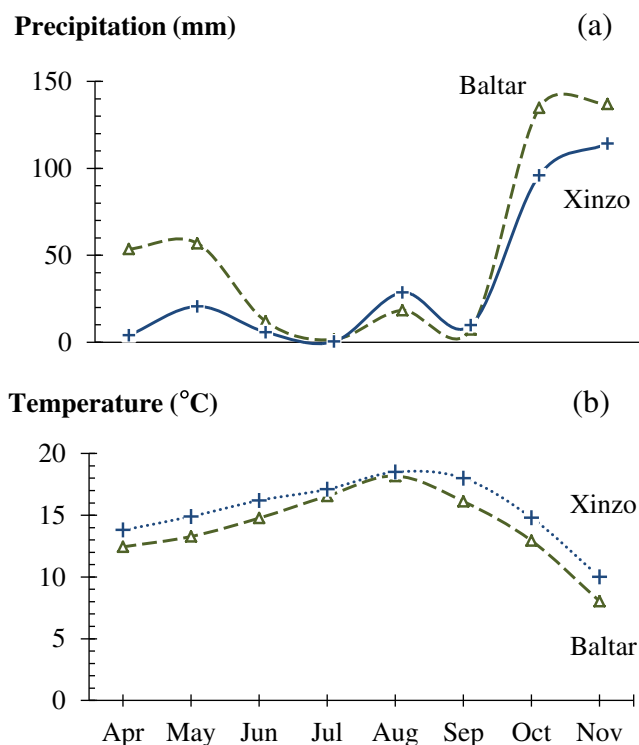 Precipitation (mm) (a)
150
Baltar
100
Xinzo
50
0
Temperature (°C) (b)
20
Xinzo
15
10
5
Baltar
0
Apr May Jun Jul Aug Sep Oct Nov